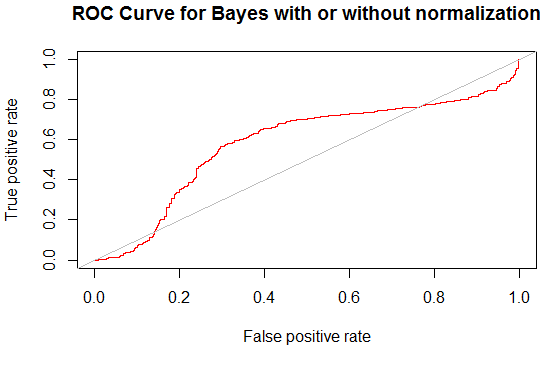 ROC Curve for Bayes with or without normalization
True positive rate
1.0
0.8
0.6
0.4
0.2
0.0
0.0 0.2 0.4 0.6 0.8 1.0
False positive rate